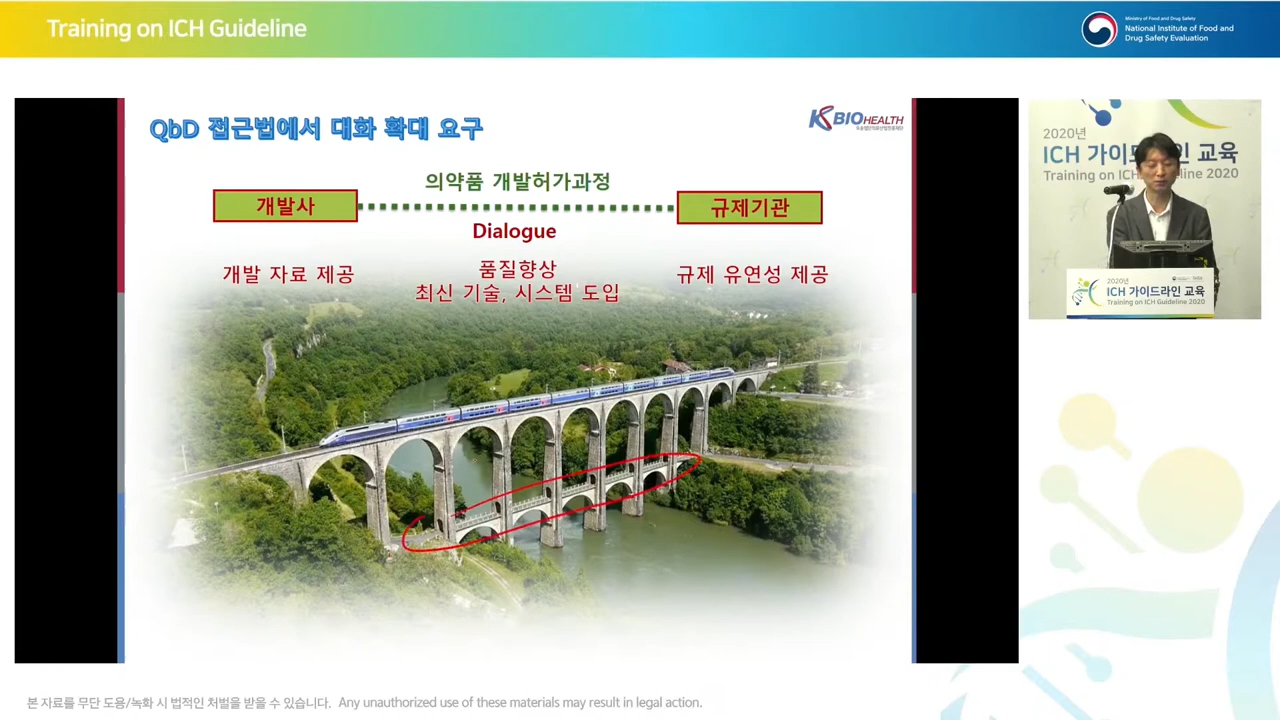 Training on ICH Guideline
Ministry of Food and Drug Safety
National Institute of Food and
Drug Safety Evaluation
QbD 접근법에서 대화 확대 요구
KBIOHEALTH
의약품 개발허가과정
개발사
규제기관
Dialogue
개발 자료 제공
품질향상
최신 기술, 시스템 도입
규제 유연성 제공
2020년
ICH 가이드라인 교육
Training on ICH Guideline 2020
2020년
ICH 가이드라인 교육
Training on ICH Guideline 2020
본 자료를 무단 도용/녹화 시 법적인 처벌을 받을 수 있습니다. Any unauthorized use of these materials may result in legal action.